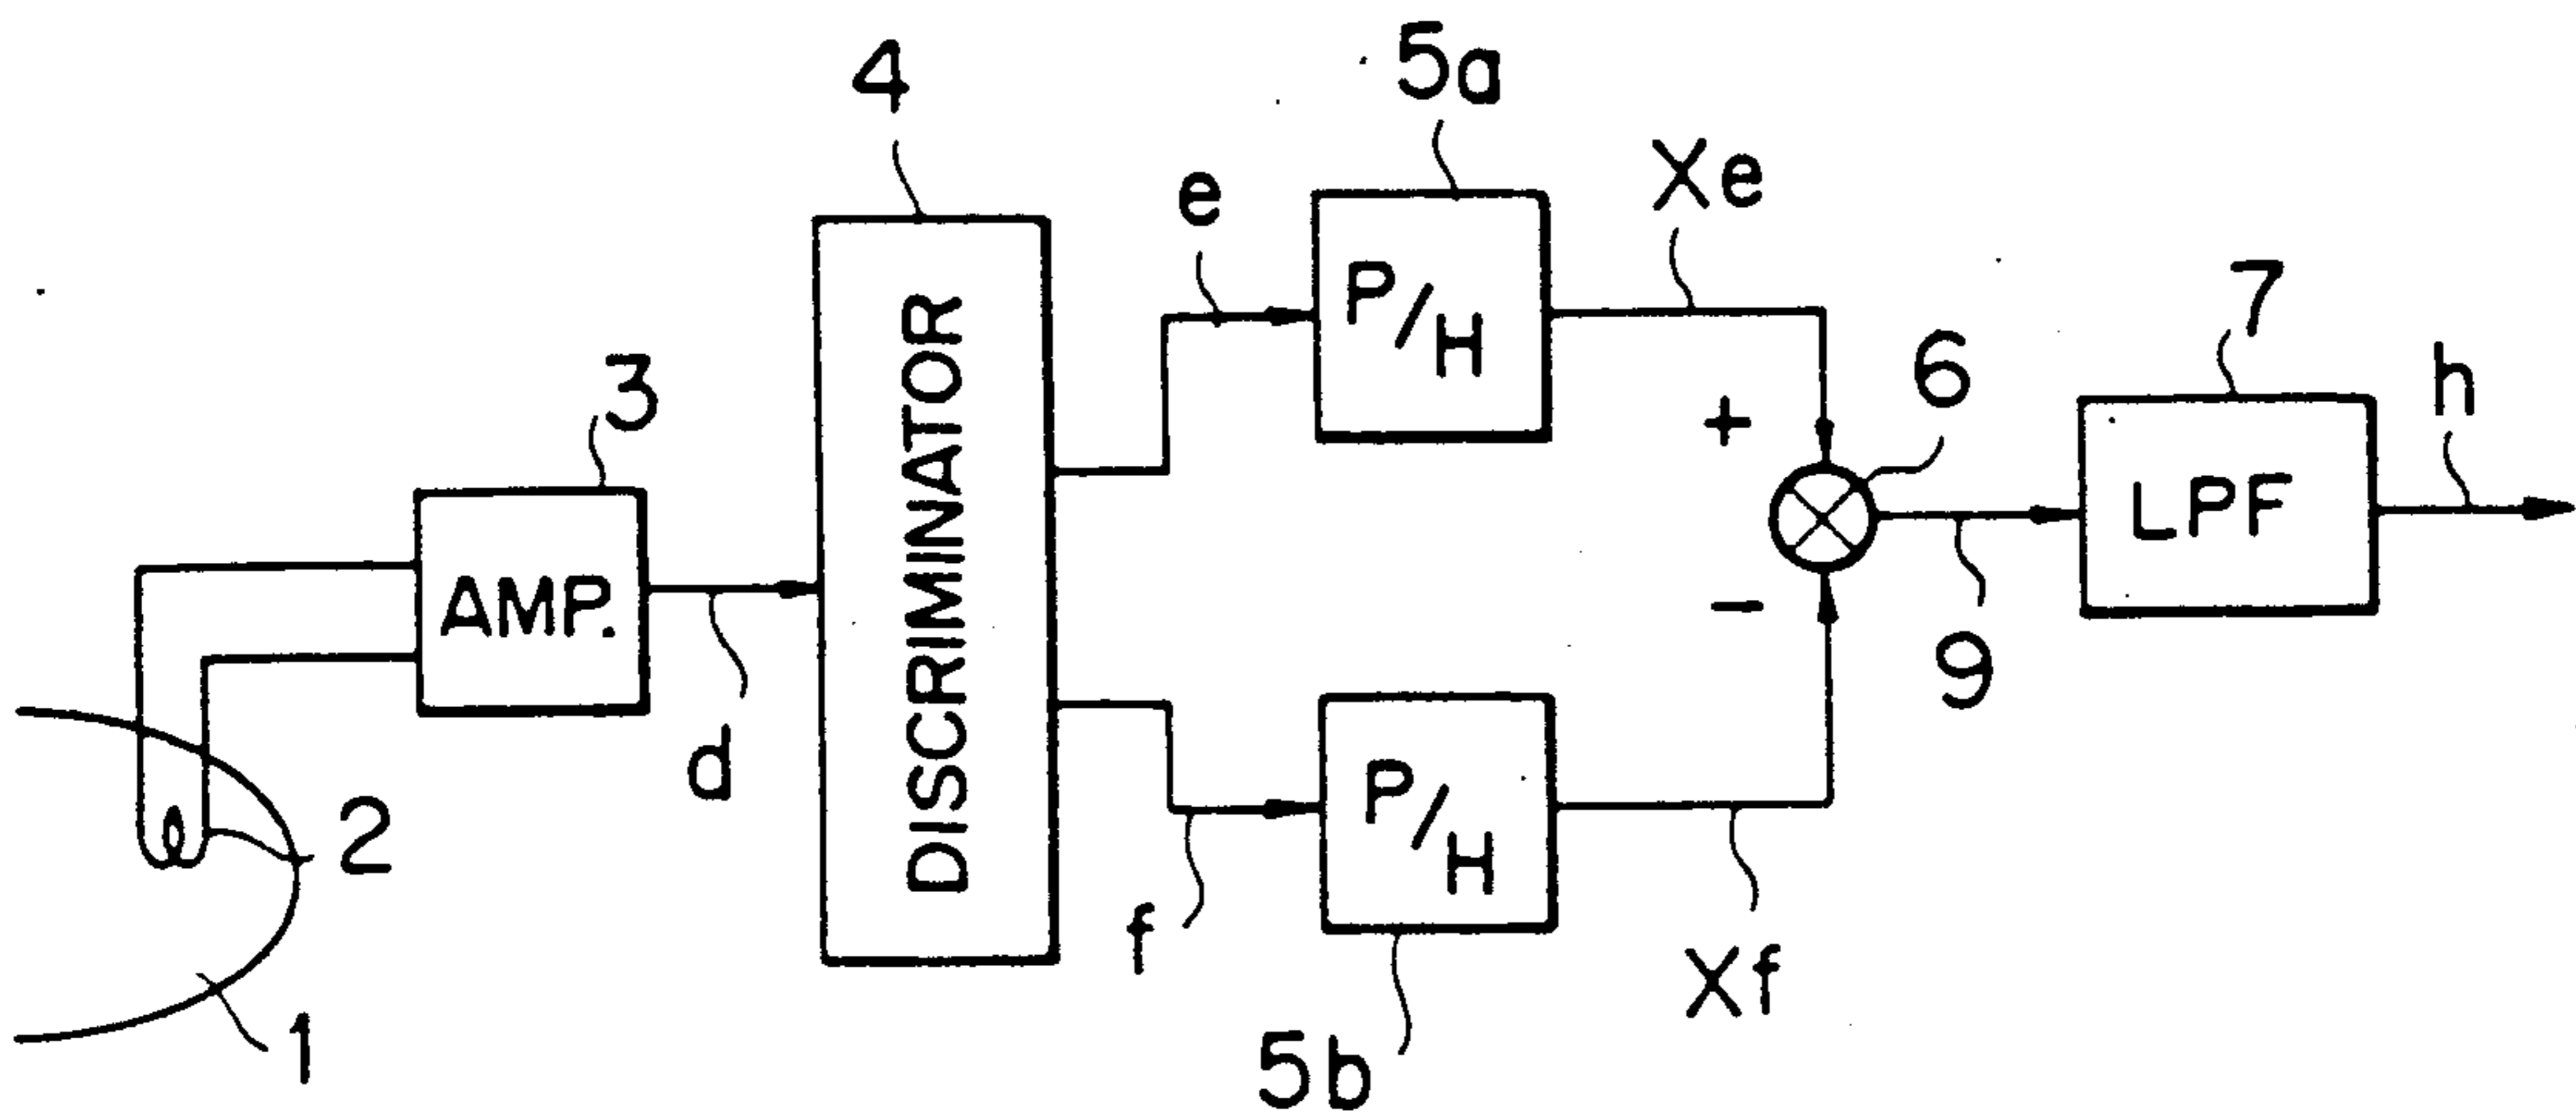 4
5a
e
Xe
P/H
7
3
+
6
h
DISCRIMINATOR
LPF
AMP.
-
9
d
2
P/H
f
Xf
1
5b